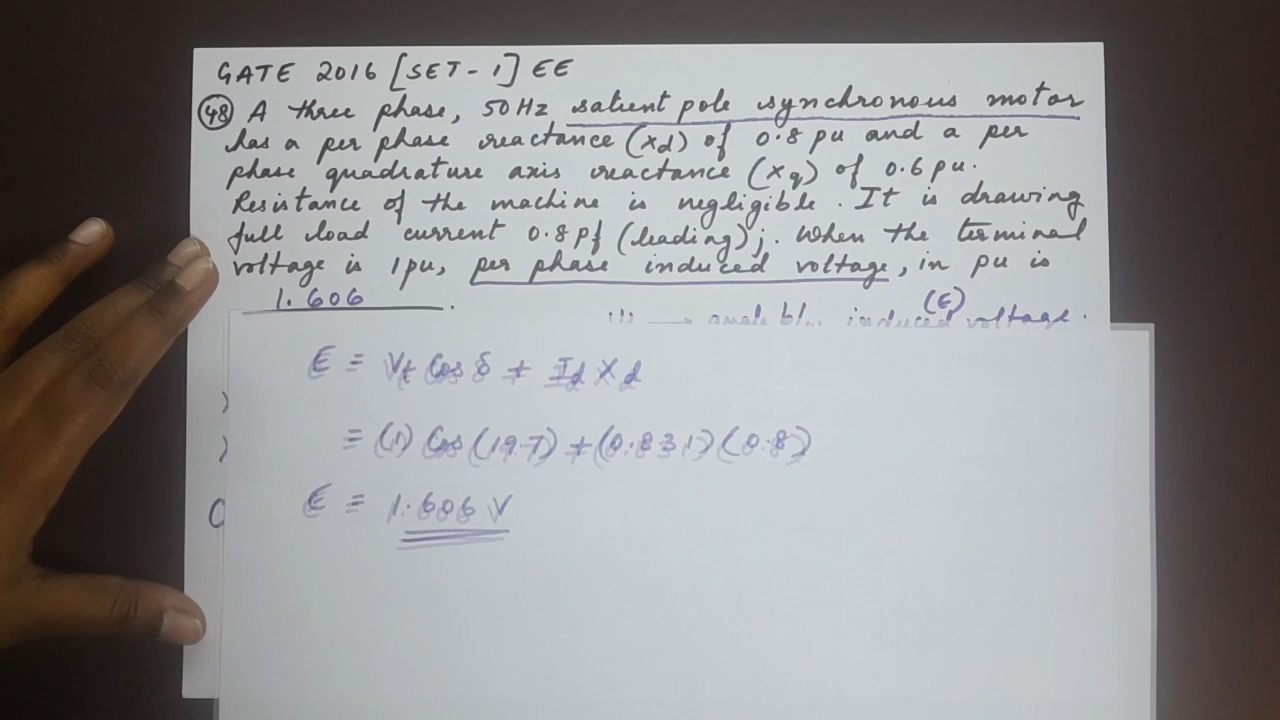 GATE 2016 [SET-1] EE
(48) A three phase, 50Hz salient pole synchronous motor
has a per phase reactance (Xd) of 0.8 pu and a per
phase quadrature axis reactance (Xq) of 0.6 pu.
Resistance of the machine is negligible. It is drawing
full load current 0.8 Pf (leading);. When the terminal
voltage is 1pu, per phase induced voltage, in pu is
1.606 .
(E)
induced voltage.
E = Vt Cos δ + Id Xd
= (1) Cos (19.7) + (0.831) (0.8)
E = 1.606 V